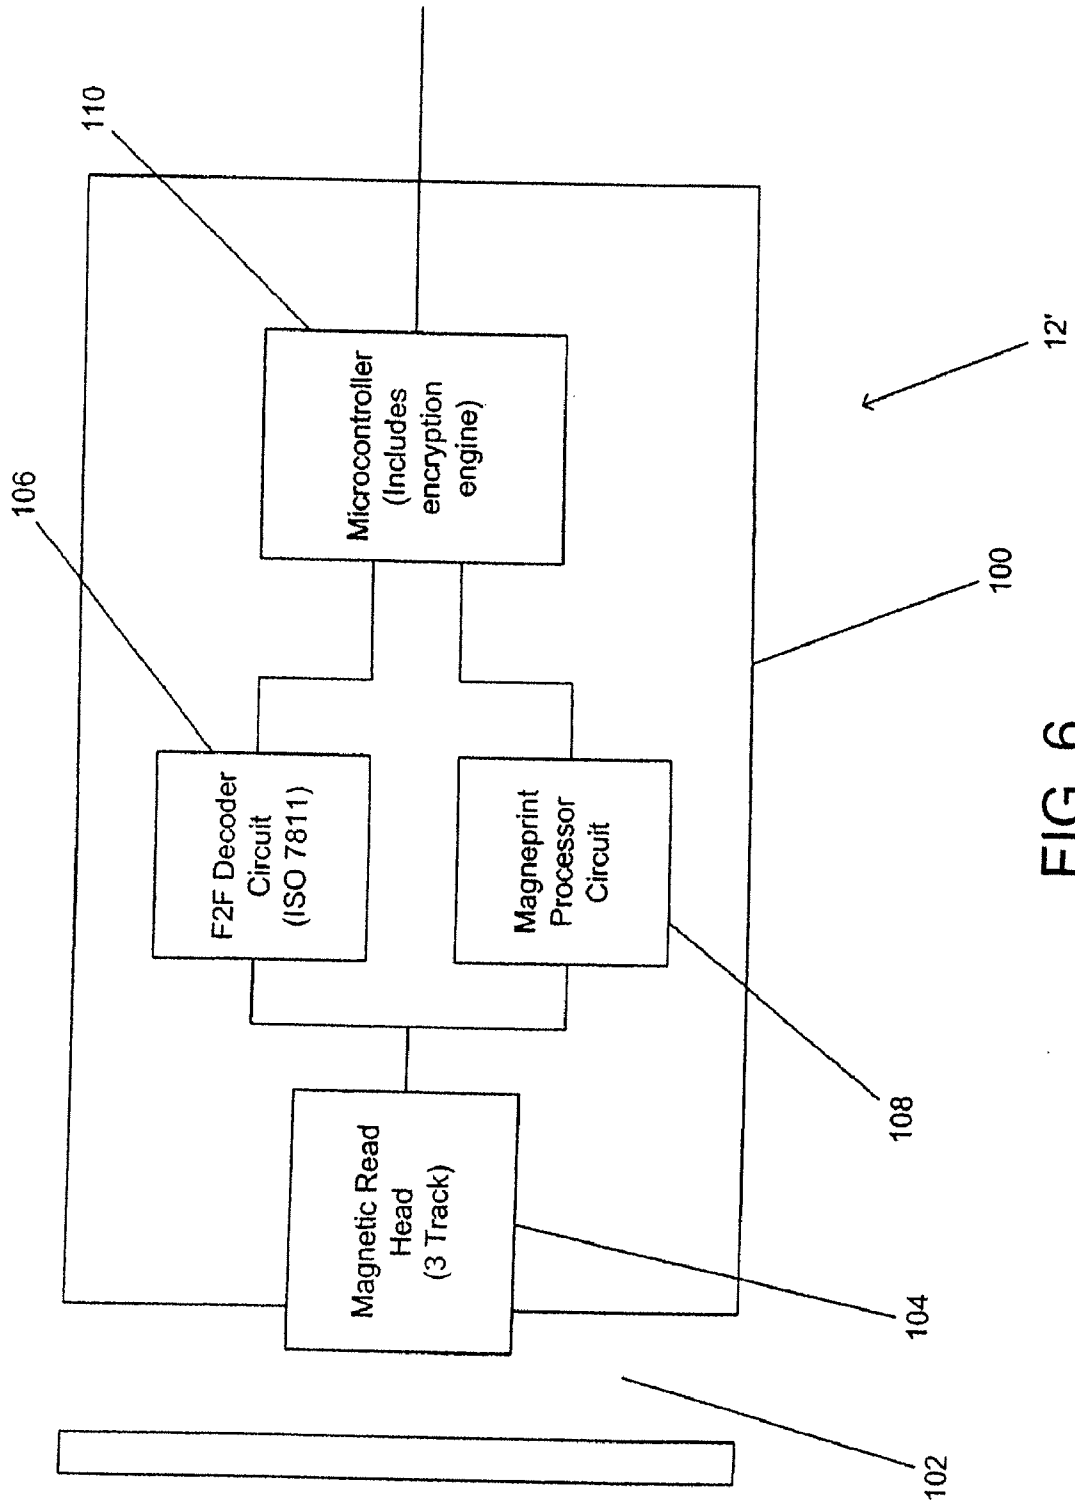 110
106
Microcontroller
(Includes
encryption
engine)
F2F Decoder
Circuit
(ISO 7811)
Magneprint
Processor
Circuit
Magnetic Read
Head
(3 Track)
12'
100
108
104
102
FIG. 6